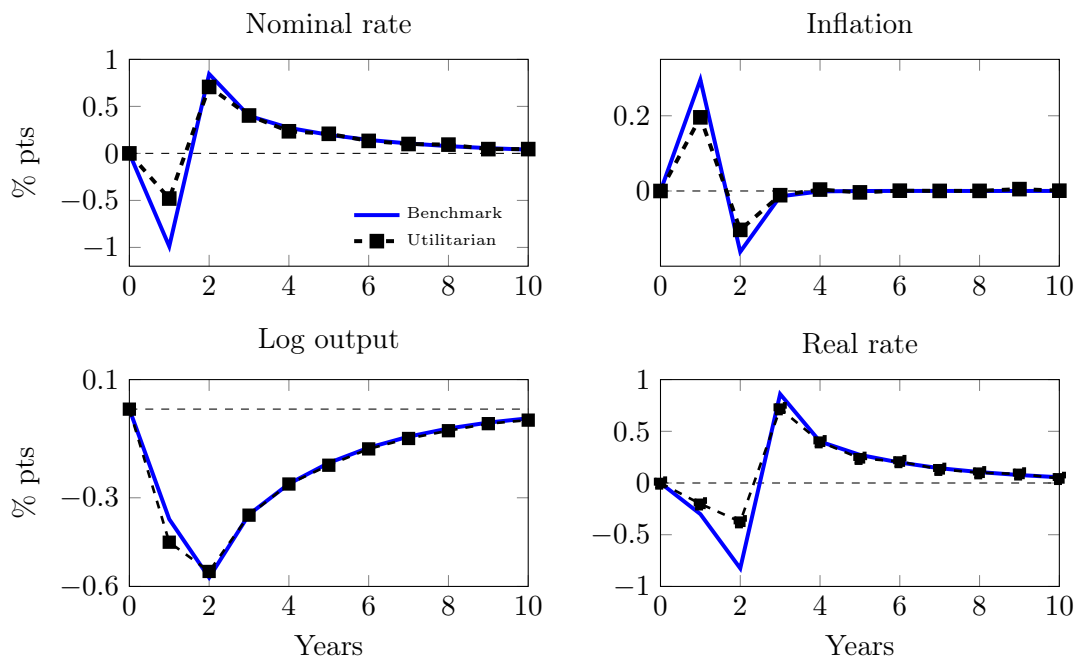 Nominal rate
1
0.5
0
−0.5
−1
% pts
Benchmark
Utilitarian
0 2 4 6 8 10
Inflation
0.2
0
0 2 4 6 8 10
Log output
0.1
−0.3
−0.6
% pts
0 2 4 6 8 10
Years
Real rate
1
0.5
0
−0.5
−1
0 2 4 6 8 10
Years